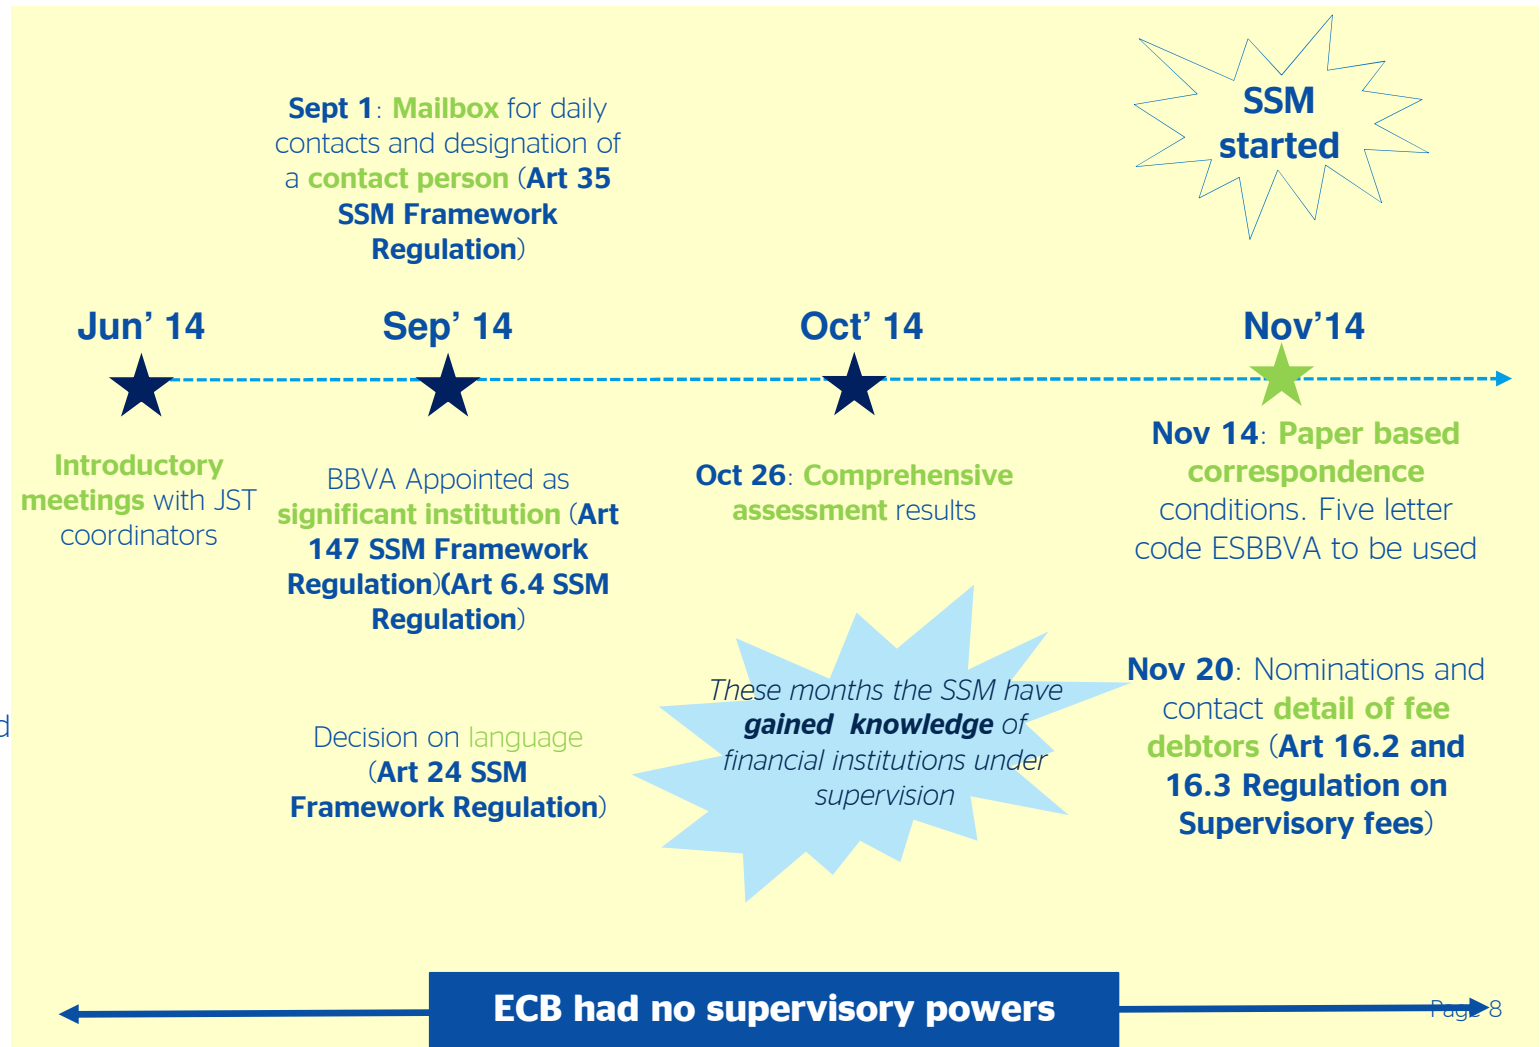 SSM
started
Sept 1: Mailbox for daily
contacts and designation of
a contact person (Art 35
SSM Framework
Regulation)
Jun' 14
Sep' 14
Oct' 14
Nov'14
Introductory
meetings with JST
coordinators
BBVA Appointed as
significant institution (Art
147 SSM Framework
Regulation)(Art 6.4 SSM
Regulation)
Decision on language
(Art 24 SSM
Framework Regulation)
Oct 26: Comprehensive
assessment results
These months the SSM have
gained knowledge of
financial institutions under
supervision
Nov 14: Paper based
correspondence
conditions. Five letter
code ESBBVA to be used
Nov 20: Nominations and
contact detail of fee
debtors (Art 16.2 and
16.3 Regulation on
Supervisory fees)
d
ECB had no supervisory powers
Page 8